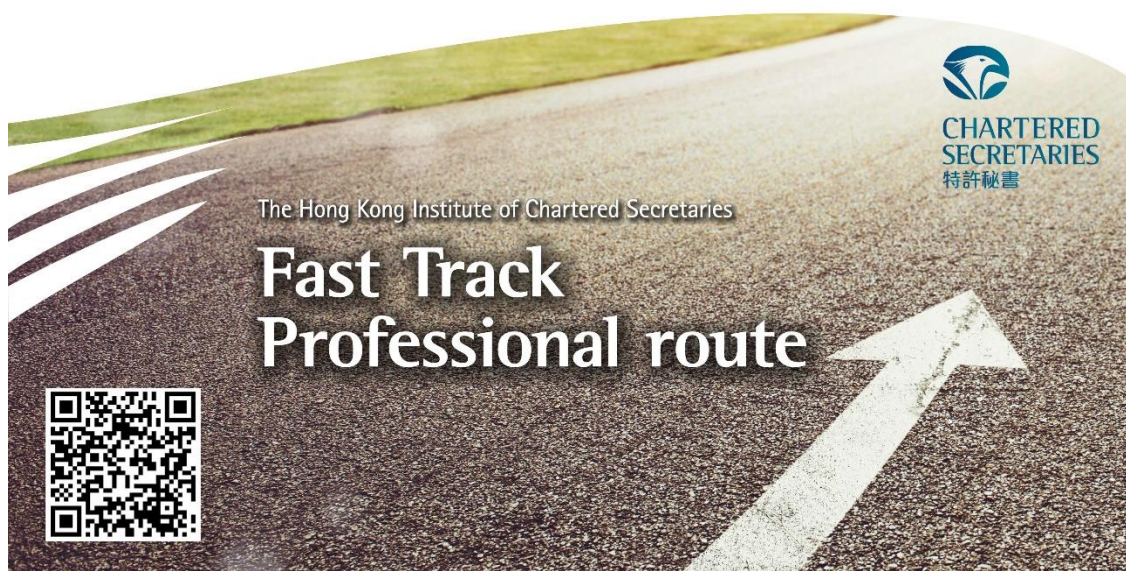 CHARTERED
SECRETARIES
特許秘書
The Hong Kong Institute of Chartered Secretaries
Fast Track
Professional route